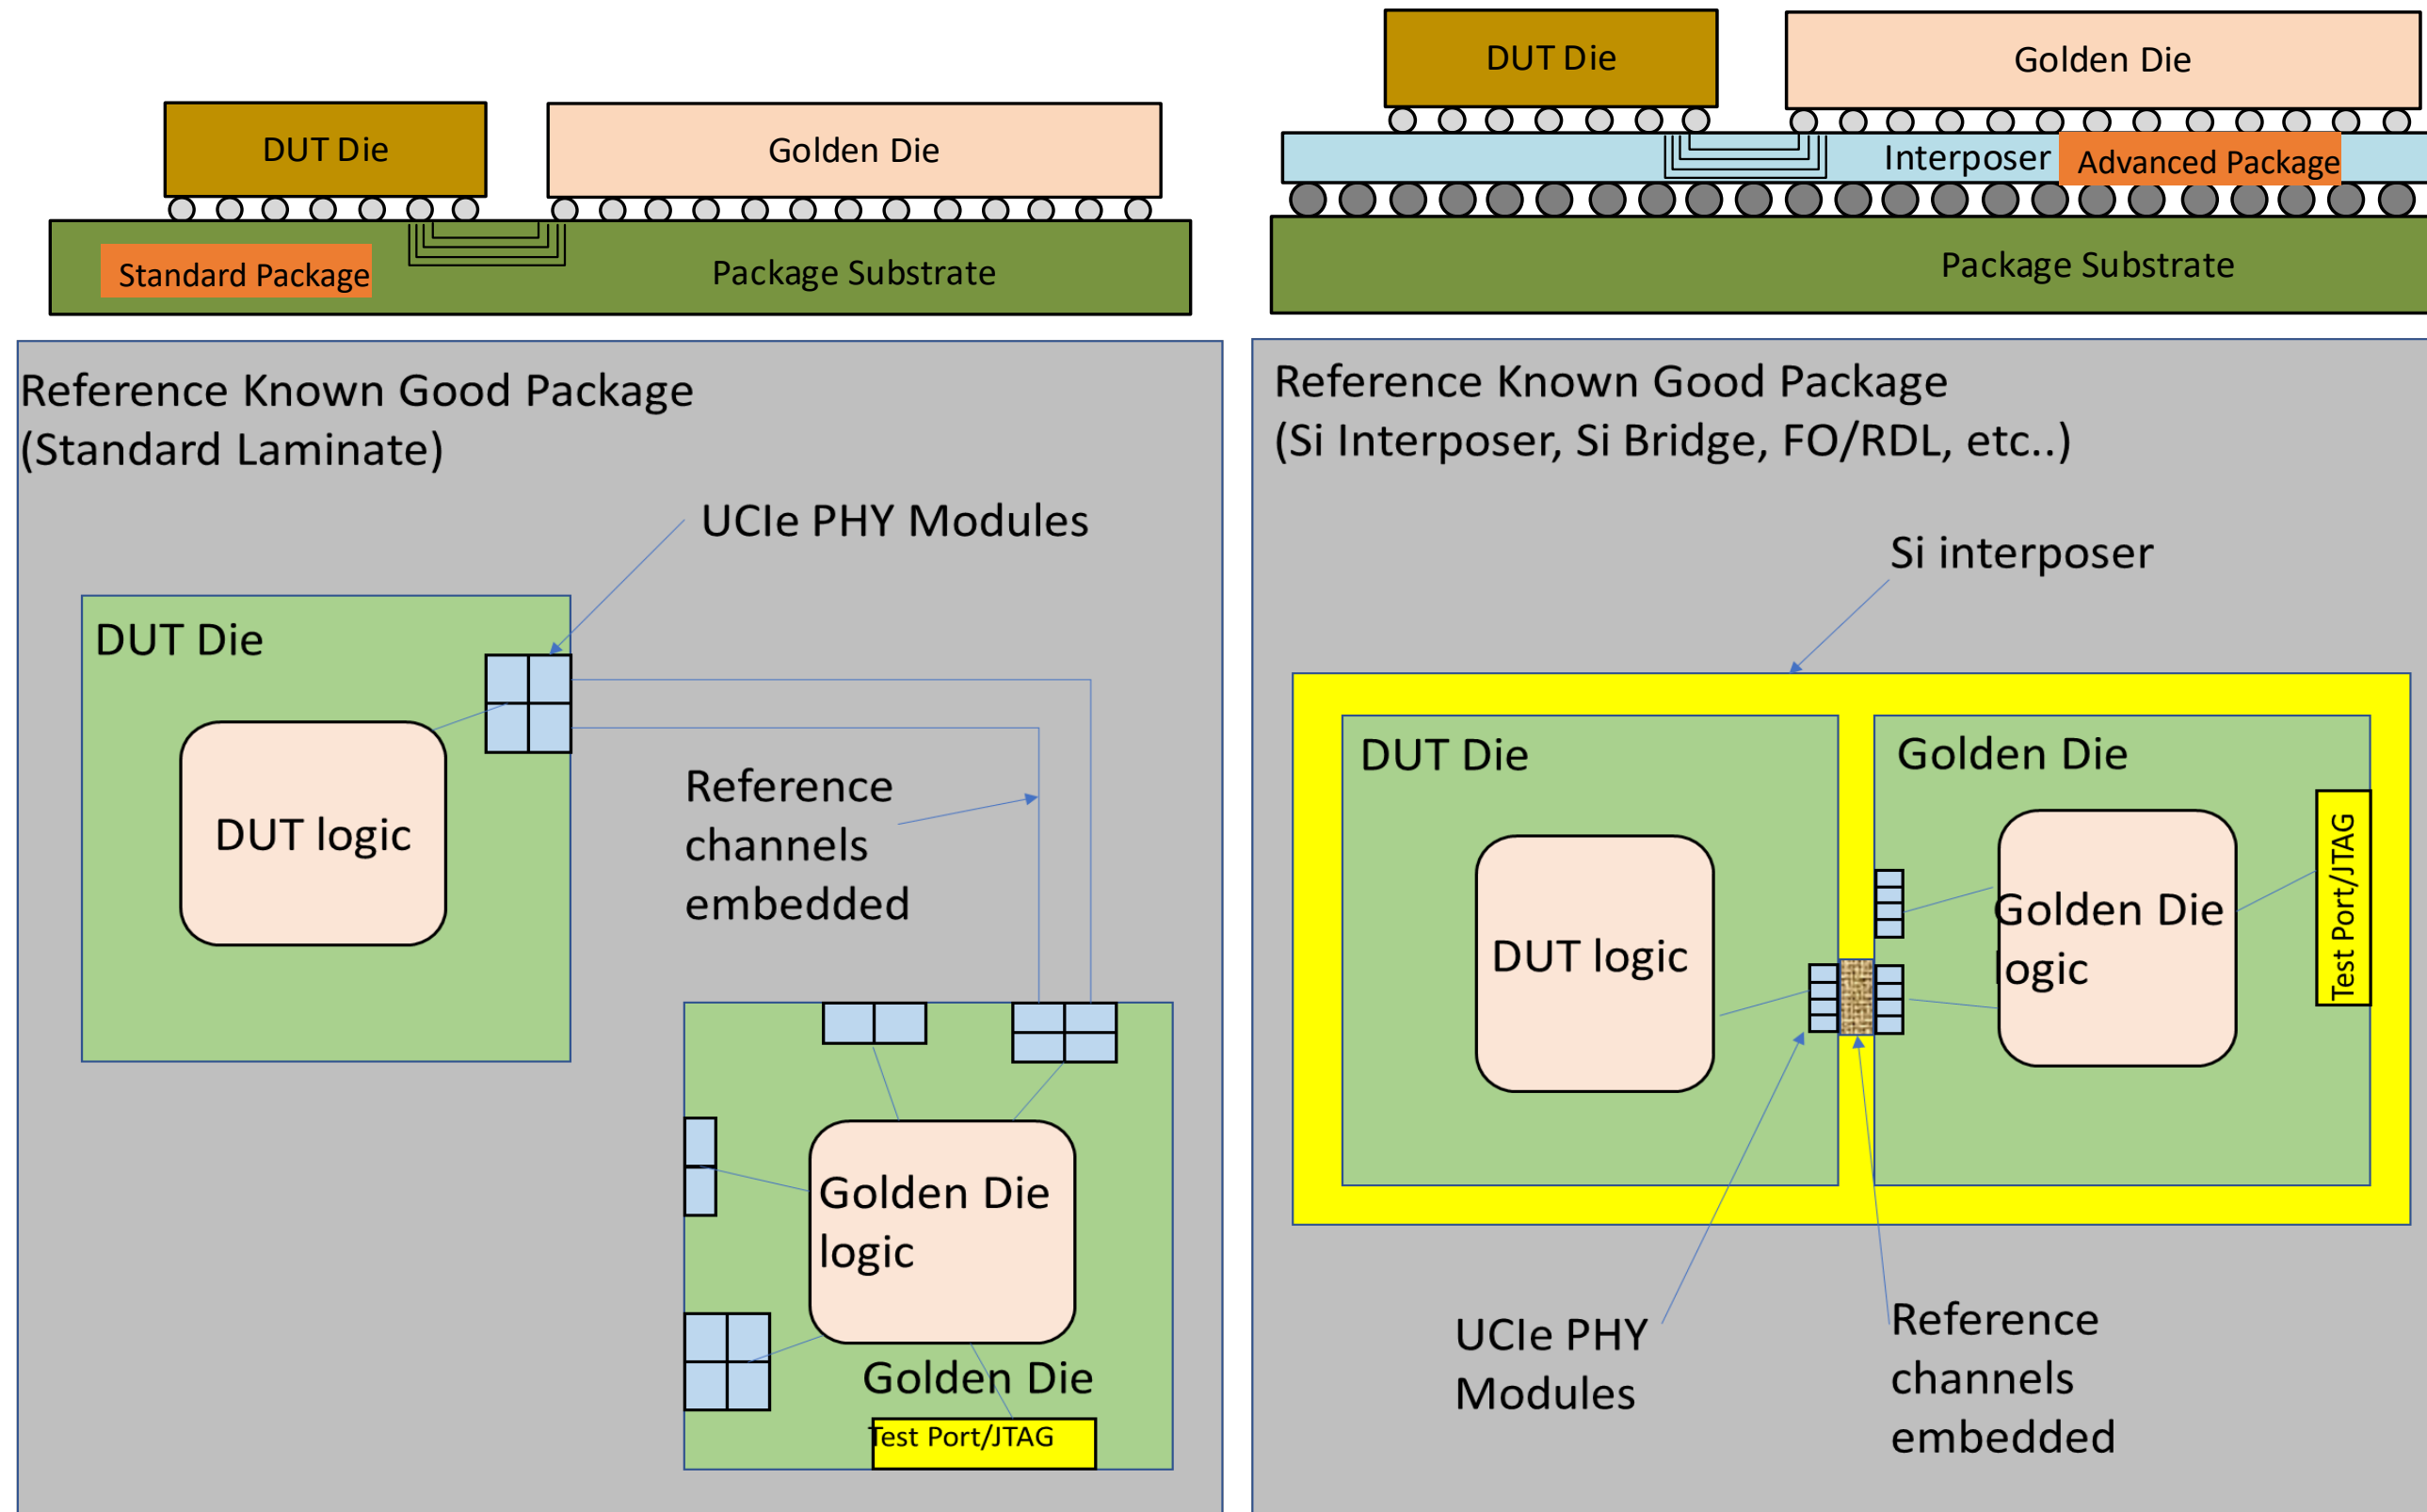 DUT Die
Golden Die
Standard Package
Package Substrate
DUT Die
Golden Die
Interposer
Advanced Package
Package Substrate
Reference Known Good Package
(Standard Laminate)
UCIe PHY Modules
DUT Die
DUT logic
Reference
channels
embedded
Golden Die
logic
Golden Die
Test Port/JTAG
Reference Known Good Package
(Si Interposer, Si Bridge, FO/RDL, etc..)
Si interposer
DUT Die
Golden Die
DUT logic
Golden Die
logic
Test Port/JTAG
UCIe PHY
Modules
Reference
channels
embedded